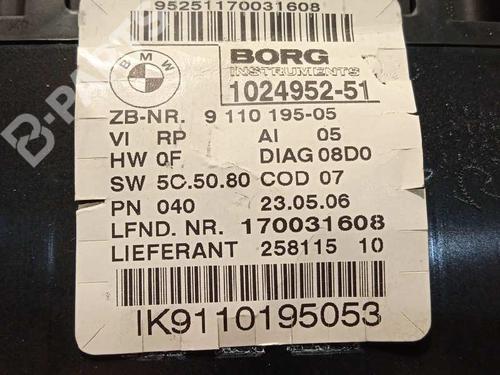 95251170031608
BMW
BORG
INSTRUMENTS
1024952-51
ZB-NR. 9 110 195-05
VI RP AI 05
HW 0F DIAG 08D0
SW 5C.50.80 COD 07
PN 040 23.05.06
LFND. NR. 170031608
LIEFERANT 258115 10
IK9110195053